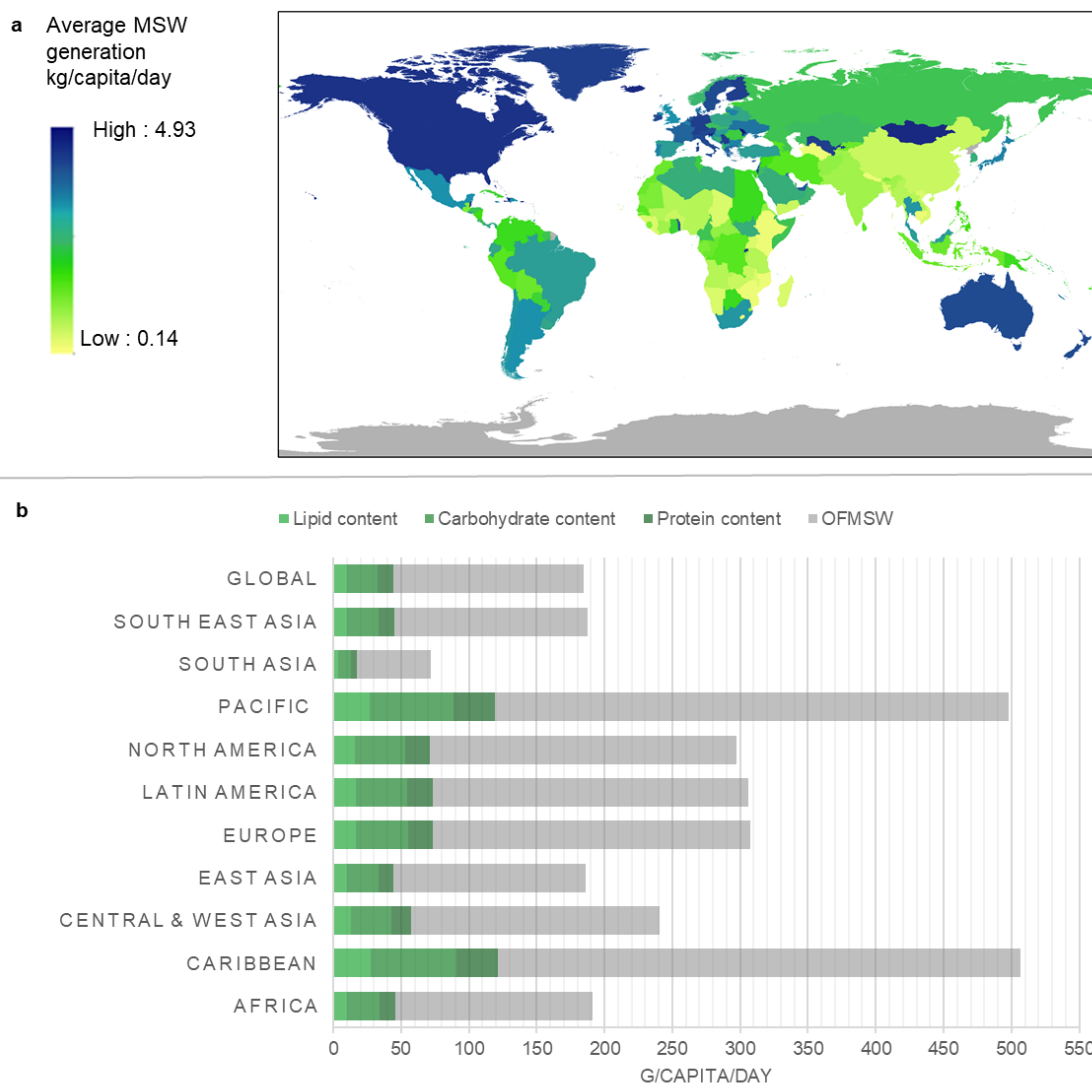 a
Average MSW
generation
kg/capita/day
High : 4.93
Low : 0.14
b
Lipid content Carbohydrate content Protein content OFMSW
GLOBAL
SOUTH EAST ASIA
SOUTH ASIA
PACIFIC
NORTH AMERICA
LATIN AMERICA
EUROPE
EAST ASIA
CENTRAL & WEST ASIA
CARIBBEAN
AFRICA
0 50 100 150 200 250 300 350 400 450 500 550
G/CAPITA/DAY